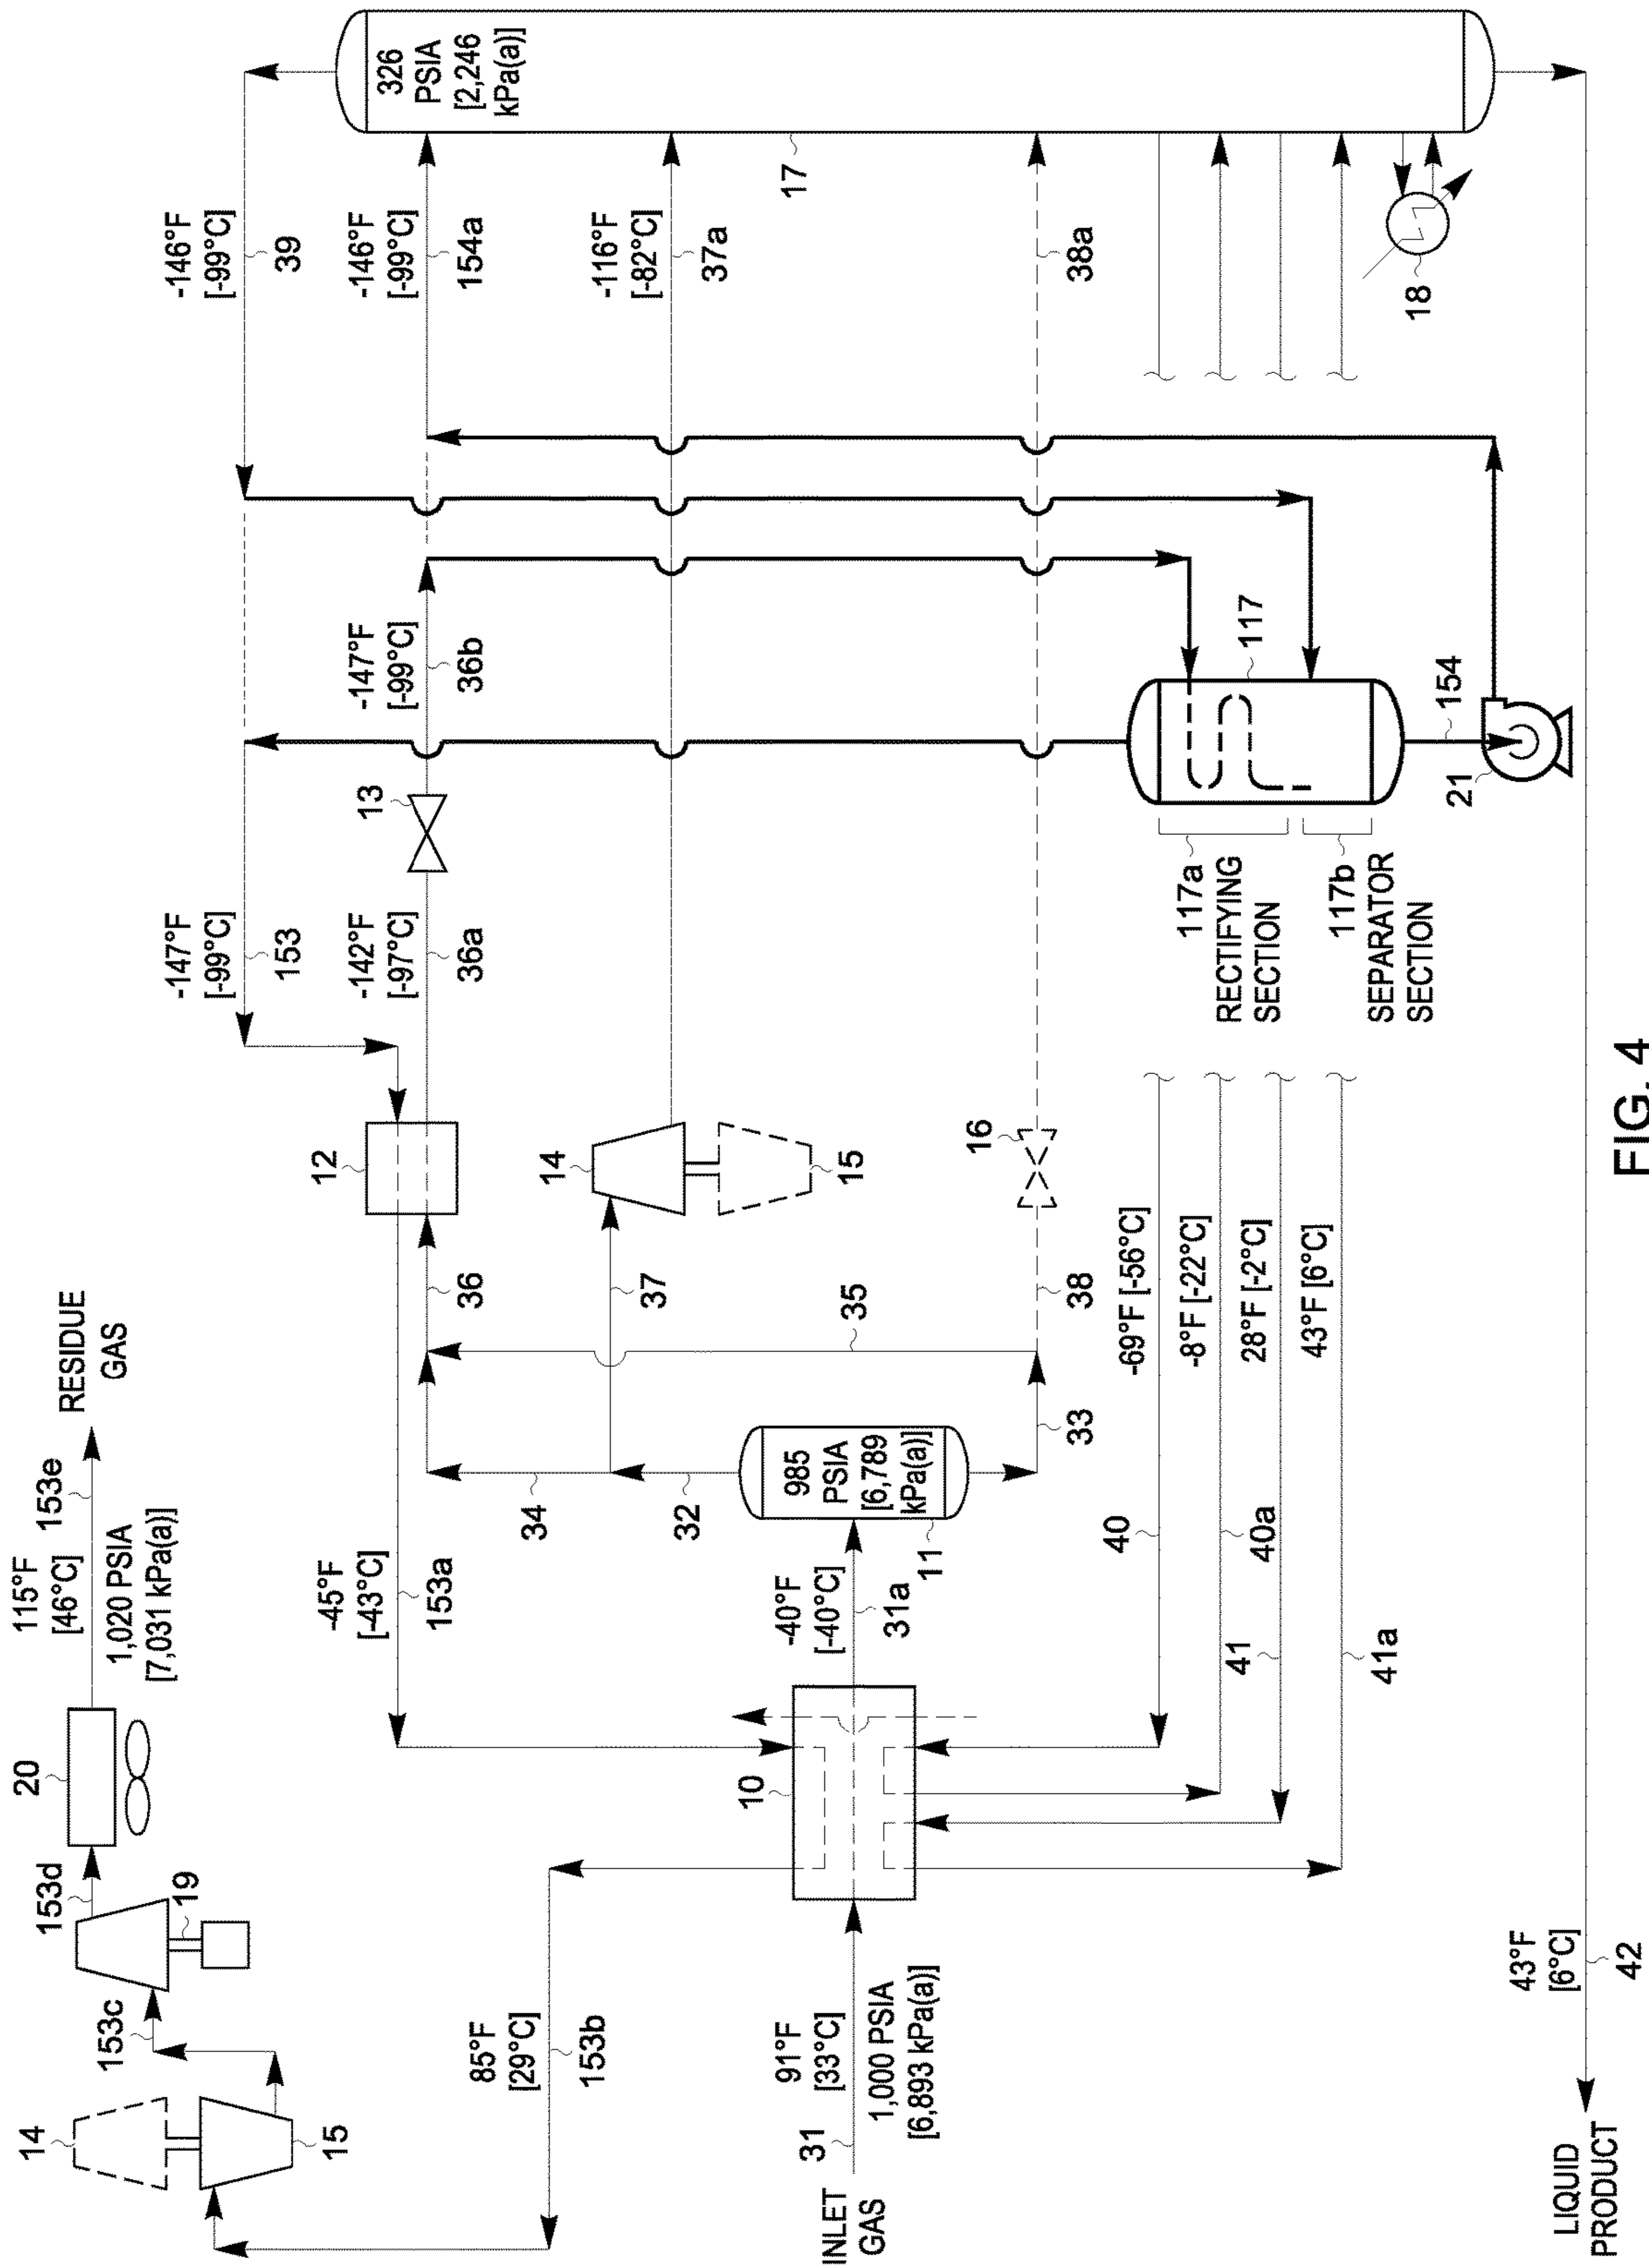 FIG. 4
RESIDUE
GAS
115°F
[46°C]
153e
1,020 PSIA
[7,031 kPa(a)]
20
153d
19
153c
14
15
85°F
[29°C]
153b
INLET
GAS
31
91°F
[33°C]
1,000 PSIA
[6,893 kPa(a)]
10
-40°F
[-40°C]
31a
11
985
PSIA
[6,789
kPa(a)]
32
33
34
35
36
37
38
-45°F
[-43°C]
153a
12
14
15
16
-147°F
[-99°C]
153
-142°F
[-97°C]
36a
13
-147°F
[-99°C]
36b
-146°F
[-99°C]
39
-146°F
[-99°C]
154a
-116°F
[-82°C]
37a
38a
17
326
PSIA
[2,246
kPa(a)]
18
117
117a
RECTIFYING
SECTION
117b
SEPARATOR
SECTION
154
21
-69°F [-56°C]
40
-8°F [-22°C]
40a
28°F [-2°C]
41
43°F [6°C]
41a
43°F
[6°C]
42
LIQUID
PRODUCT